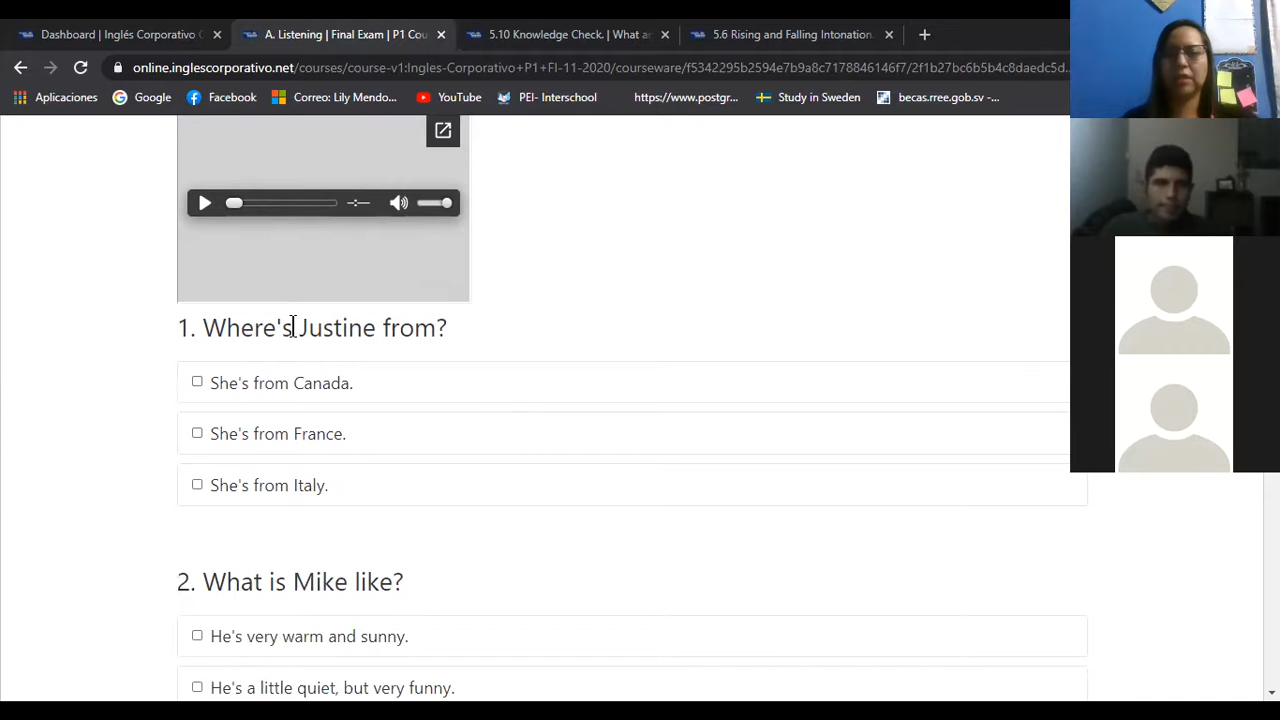 Dashboard | Inglés Corporativo
A. Listening | Final Exam | P1 Cou
5.10 Knowledge Check. | What ar
5.6 Rising and Falling Intonation.
online.inglescorporativo.net/courses/course-v1:Ingles-Corp
+P1+FI-11-2020/courseware/f5342295b2594e7b9a8c7178846146f7/2f1b27bc6b5b4c8daedc5d...
Aplicaciones
Google
Facebook
Correo: Lily Mendo...
YouTube
PEI- Interschool
https://www.postgr...
Study in Sweden
becas.rree.gob.sv -...
1. Where's Justine from?
She's from Canada.
She's from France.
She's from Italy.
2. What is Mike like?
He's very warm and sunny.
He's a little quiet, but very funny.